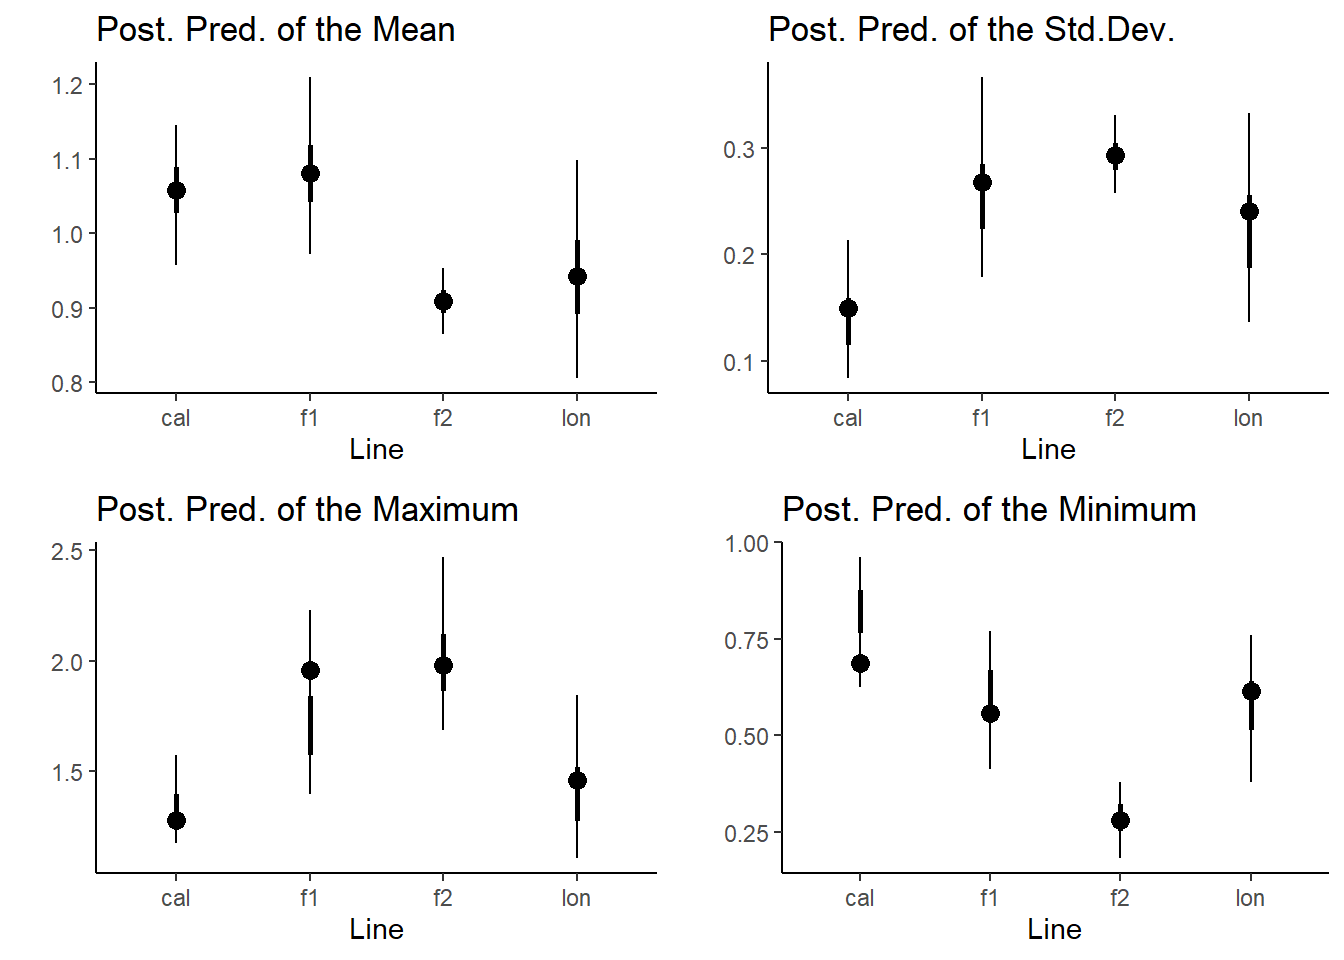 Post. Pred. of the Mean
1.2
1.1
1.0
0.9
0.8
cal f1 f2 lon
Line
Post. Pred. of the Std.Dev.
0.3
0.2
0.1
cal f1 f2 lon
Line
Post. Pred. of the Maximum
2.5
2.0
1.5
cal f1 f2 lon
Line
Post. Pred. of the Minimum
1.00
0.75
0.50
0.25
cal f1 f2 lon
Line